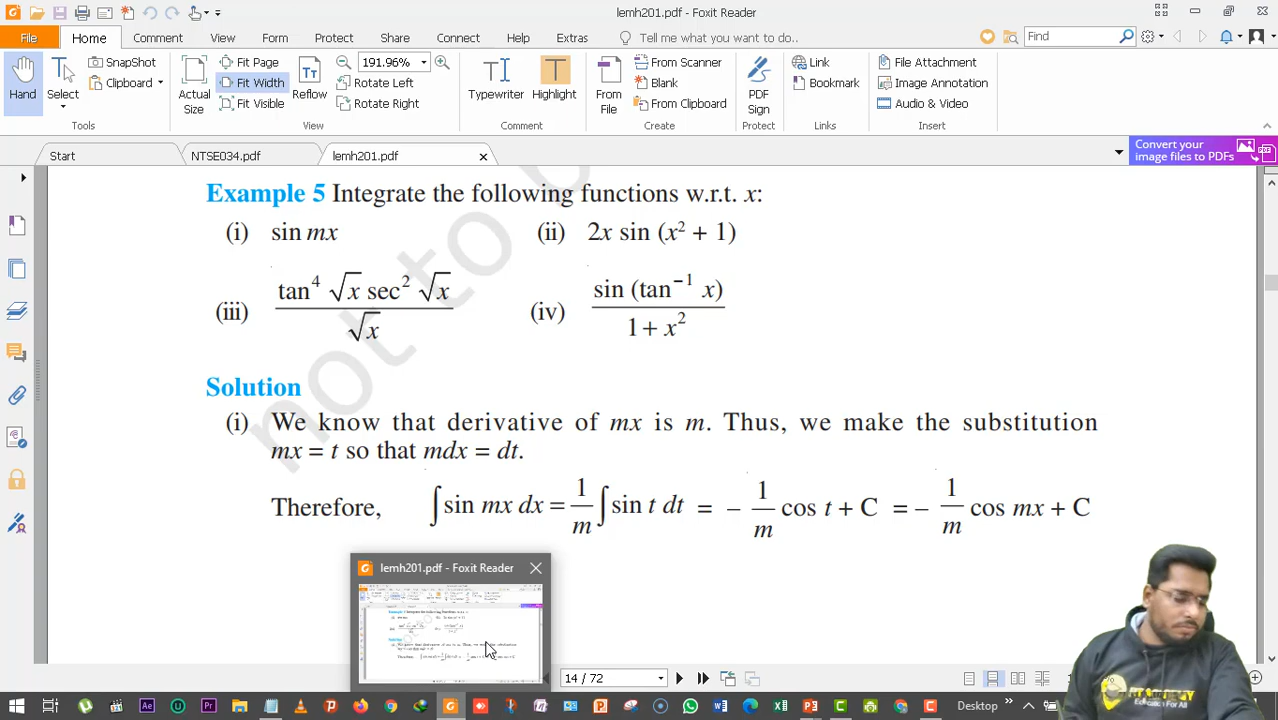 lemh201.pdf - Foxit Reader
File Home Comment View Form Protect Share Connect Help Extras Tell me what you want to do... Find
Hand
Select
SnapShot
Clipboard
Tools
Actual Size
Fit Page
Fit Width
Fit Visible
Reflow
191.96%
Rotate Left
Rotate Right
View
Typewriter
Highlight
Comment
From File
From Scanner
Blank
From Clipboard
Create
PDF Sign
Protect
Link
Bookmark
Links
File Attachment
Image Annotation
Audio & Video
Insert
Start NTSE034.pdf lemh201.pdf
Convert your image files to PDFs
Example 5 Integrate the following functions w.r.t. x:
(i) sin mx (ii) 2x sin (x² + 1)
(iii) tan⁴ √x sec² √x / √x (iv) sin (tan⁻¹ x) / 1 + x²
Solution
(i) We know that derivative of mx is m. Thus, we make the substitution
mx = t so that mdx = dt.
Therefore, ∫ sin mx dx = 1/m ∫ sin t dt = – 1/m cos t + C = – 1/m cos mx + C
not to b
lemh201.pdf - Foxit Reader
14 / 72
Desktop